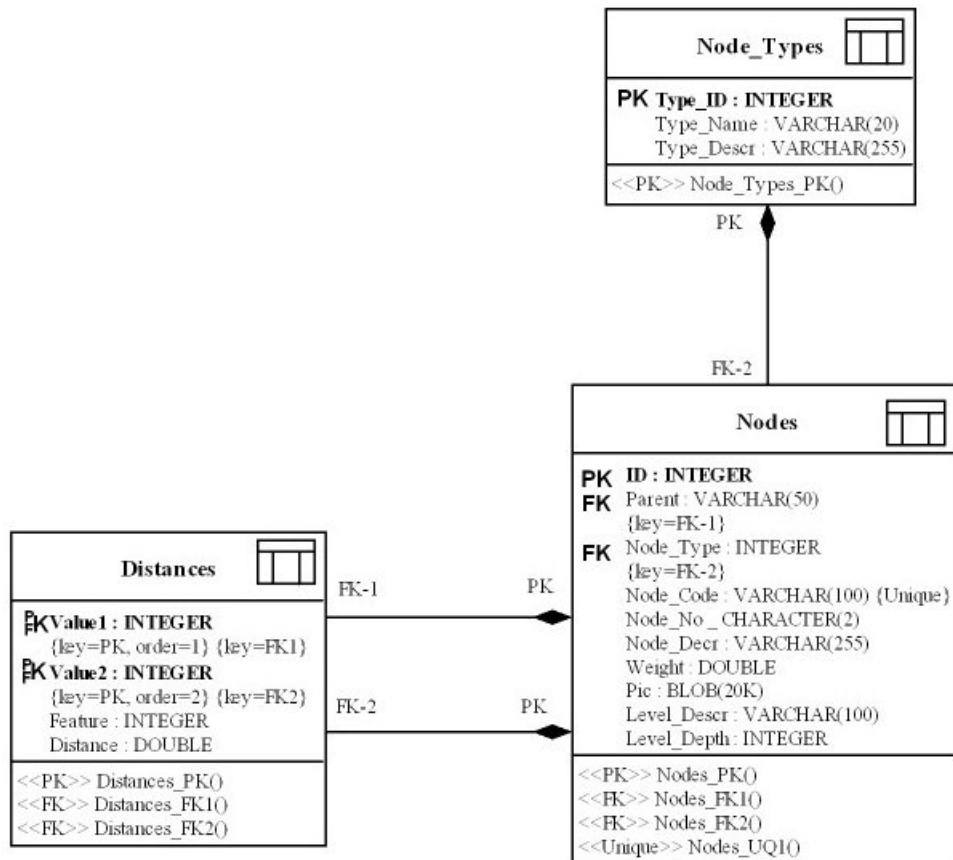 Node_Types
PK Type_ID : INTEGER
Type_Name : VARCHAR(20)
Type_Descr : VARCHAR(255)
<<PK>> Node_Types_PK()
PK
FK-2
Nodes
PK ID : INTEGER
FK Parent : VARCHAR(50)
{key=FK-1}
FK Node_Type : INTEGER
{key=FK-2}
Node_Code : VARCHAR(100) {Unique}
Node_No _ CHARACTER(2)
Node_Decr : VARCHAR(255)
Weight : DOUBLE
Pic : BLOB(20K)
Level_Descr : VARCHAR(100)
Level_Depth : INTEGER
<<PK>> Nodes_PK()
<<FK>> Nodes_FK1()
<<FK>> Nodes_FK2()
<<Unique>> Nodes_UQ1()
FK-1 PK
FK-2 PK
Distances
PFK Value1 : INTEGER
{key=PK, order=1} {key=FK1}
PFK Value2 : INTEGER
{key=PK, order=2} {key=FK2}
Feature : INTEGER
Distance : DOUBLE
<<PK>> Distances_PK()
<<FK>> Distances_FK1()
<<FK>> Distances_FK2()